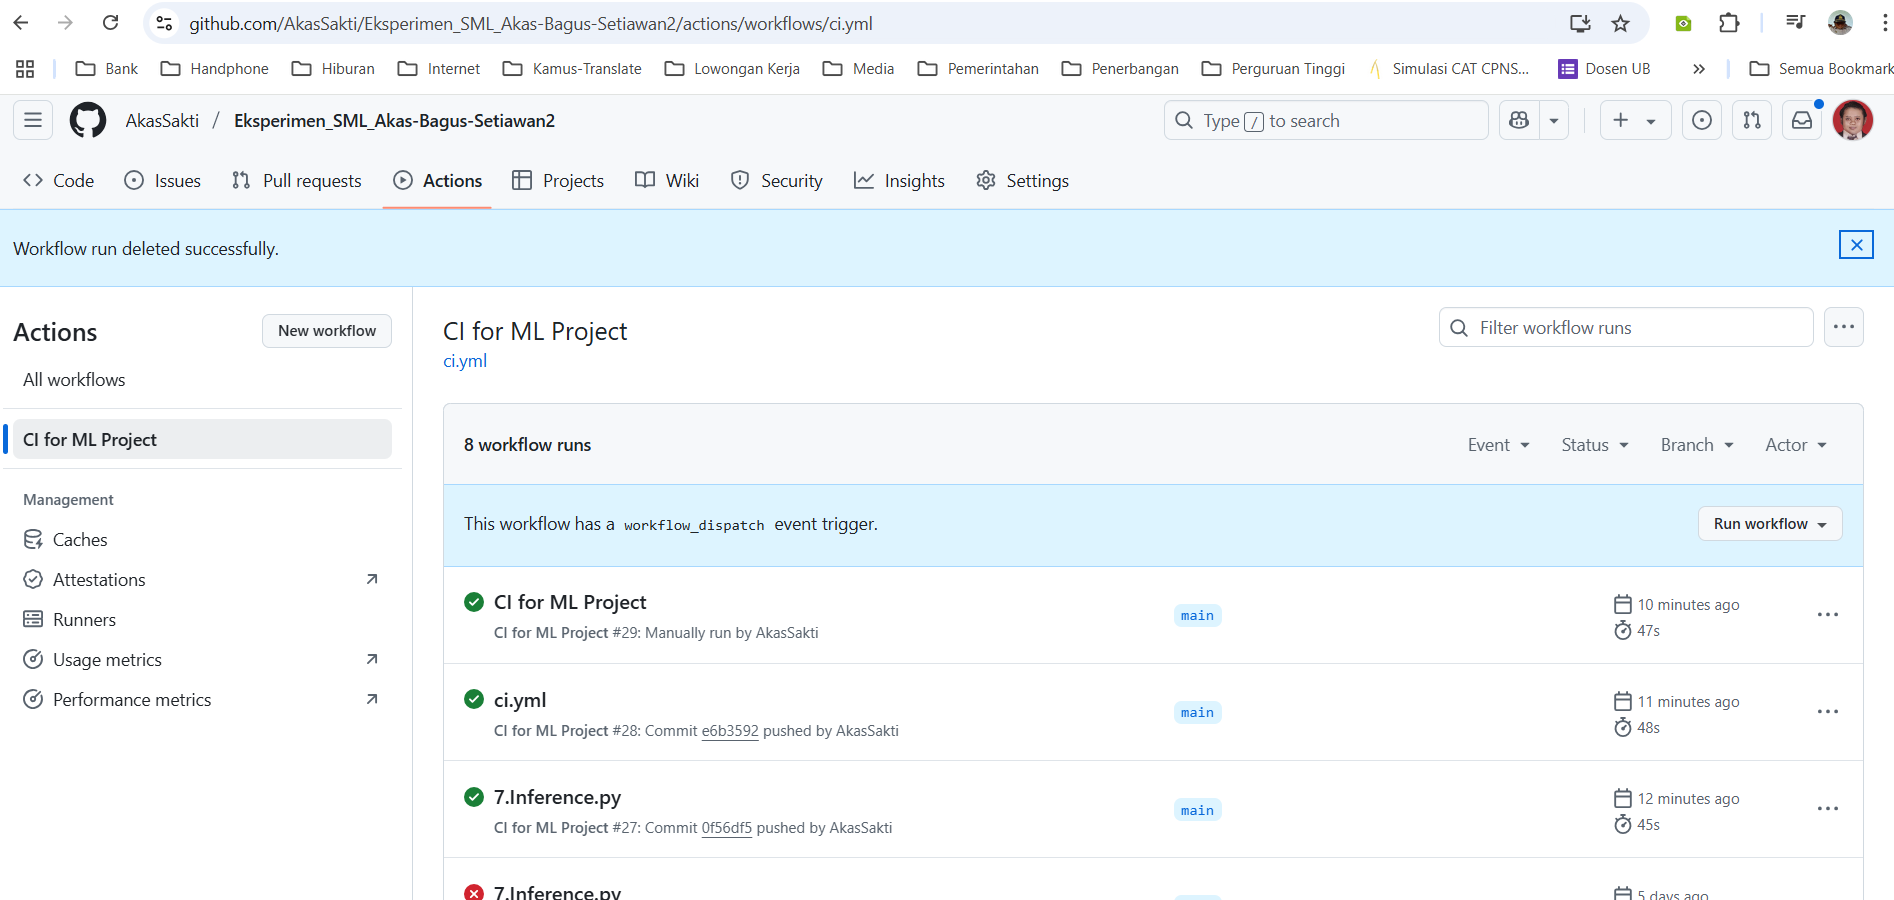 github.com/AkasSakti/Eksperimen_SML_Akas-Bagus-Setiawan2/actions/workflows/ci.yml
Bank Handphone Hiburan Internet Kamus-Translate Lowongan Kerja Media Pemerintahan Penerbangan Perguruan Tinggi Simulasi CAT CPNS... Dosen UB » Semua Bookmark
AkasSakti / Eksperimen_SML_Akas-Bagus-Setiawan2 Type / to search
Code Issues Pull requests Actions Projects Wiki Security Insights Settings
Workflow run deleted successfully.
Actions New workflow
All workflows
CI for ML Project
Management
Caches
Attestations
Runners
Usage metrics
Performance metrics
CI for ML Project Filter workflow runs
ci.yml
8 workflow runs Event Status Branch Actor
This workflow has a workflow_dispatch event trigger. Run workflow
CI for ML Project main 10 minutes ago
CI for ML Project #29: Manually run by AkasSakti 47s
ci.yml main 11 minutes ago
CI for ML Project #28: Commit e6b3592 pushed by AkasSakti 48s
7.Inference.py main 12 minutes ago
CI for ML Project #27: Commit 0f56df5 pushed by AkasSakti 45s
7.Inference.py 5 days ago